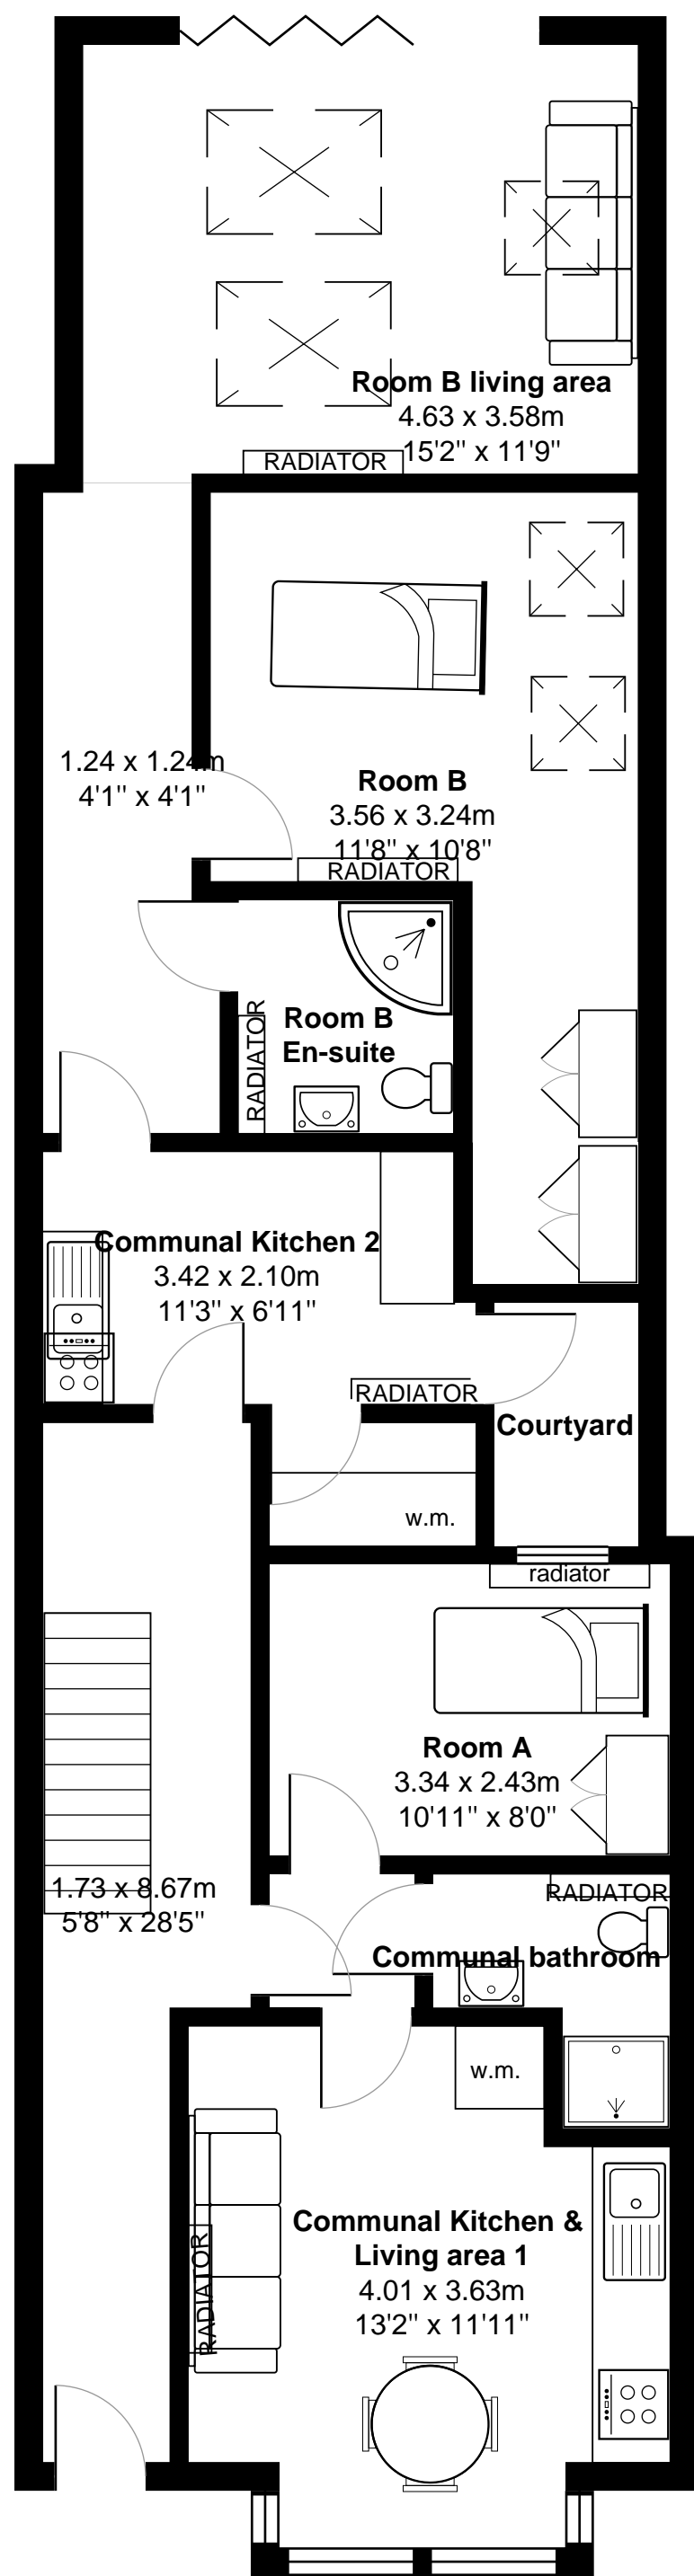 Room B living area
4.63 x 3.58m
15'2" x 11'9"
RADIATOR
1.24 x 1.24m
4'1" x 4'1"
Room B
3.56 x 3.24m
11'8" x 10'8"
RADIATOR
Room B
En-suite
RADIATOR
Communal Kitchen 2
3.42 x 2.10m
11'3" x 6'11"
RADIATOR
Courtyard
w.m.
radiator
Room A
3.34 x 2.43m
10'11" x 8'0"
1.73 x 8.67m
5'8" x 28'5"
RADIATOR
Communal bathroom
w.m.
Communal Kitchen &
Living area 1
4.01 x 3.63m
13'2" x 11'11"
RADIATOR